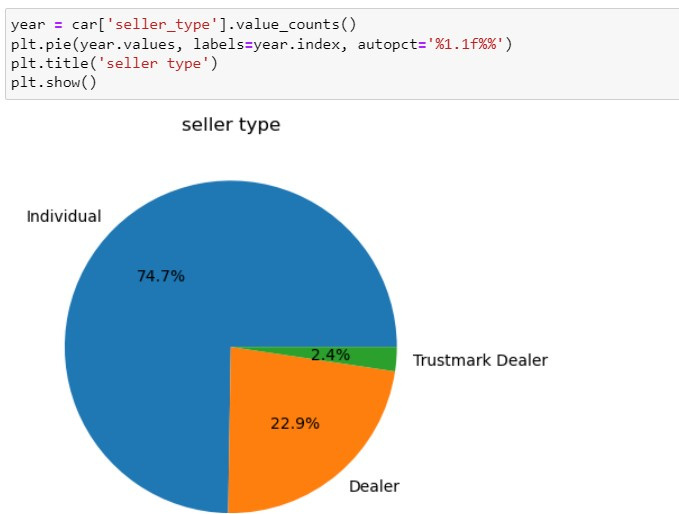 year = car['seller_type'].value_counts()
plt.pie(year.values, labels=year.index, autopct='%1.1f%%')
plt.title('seller type')
plt.show()
seller type
Individual
74.7%
2.4%
Trustmark Dealer
22.9%
Dealer